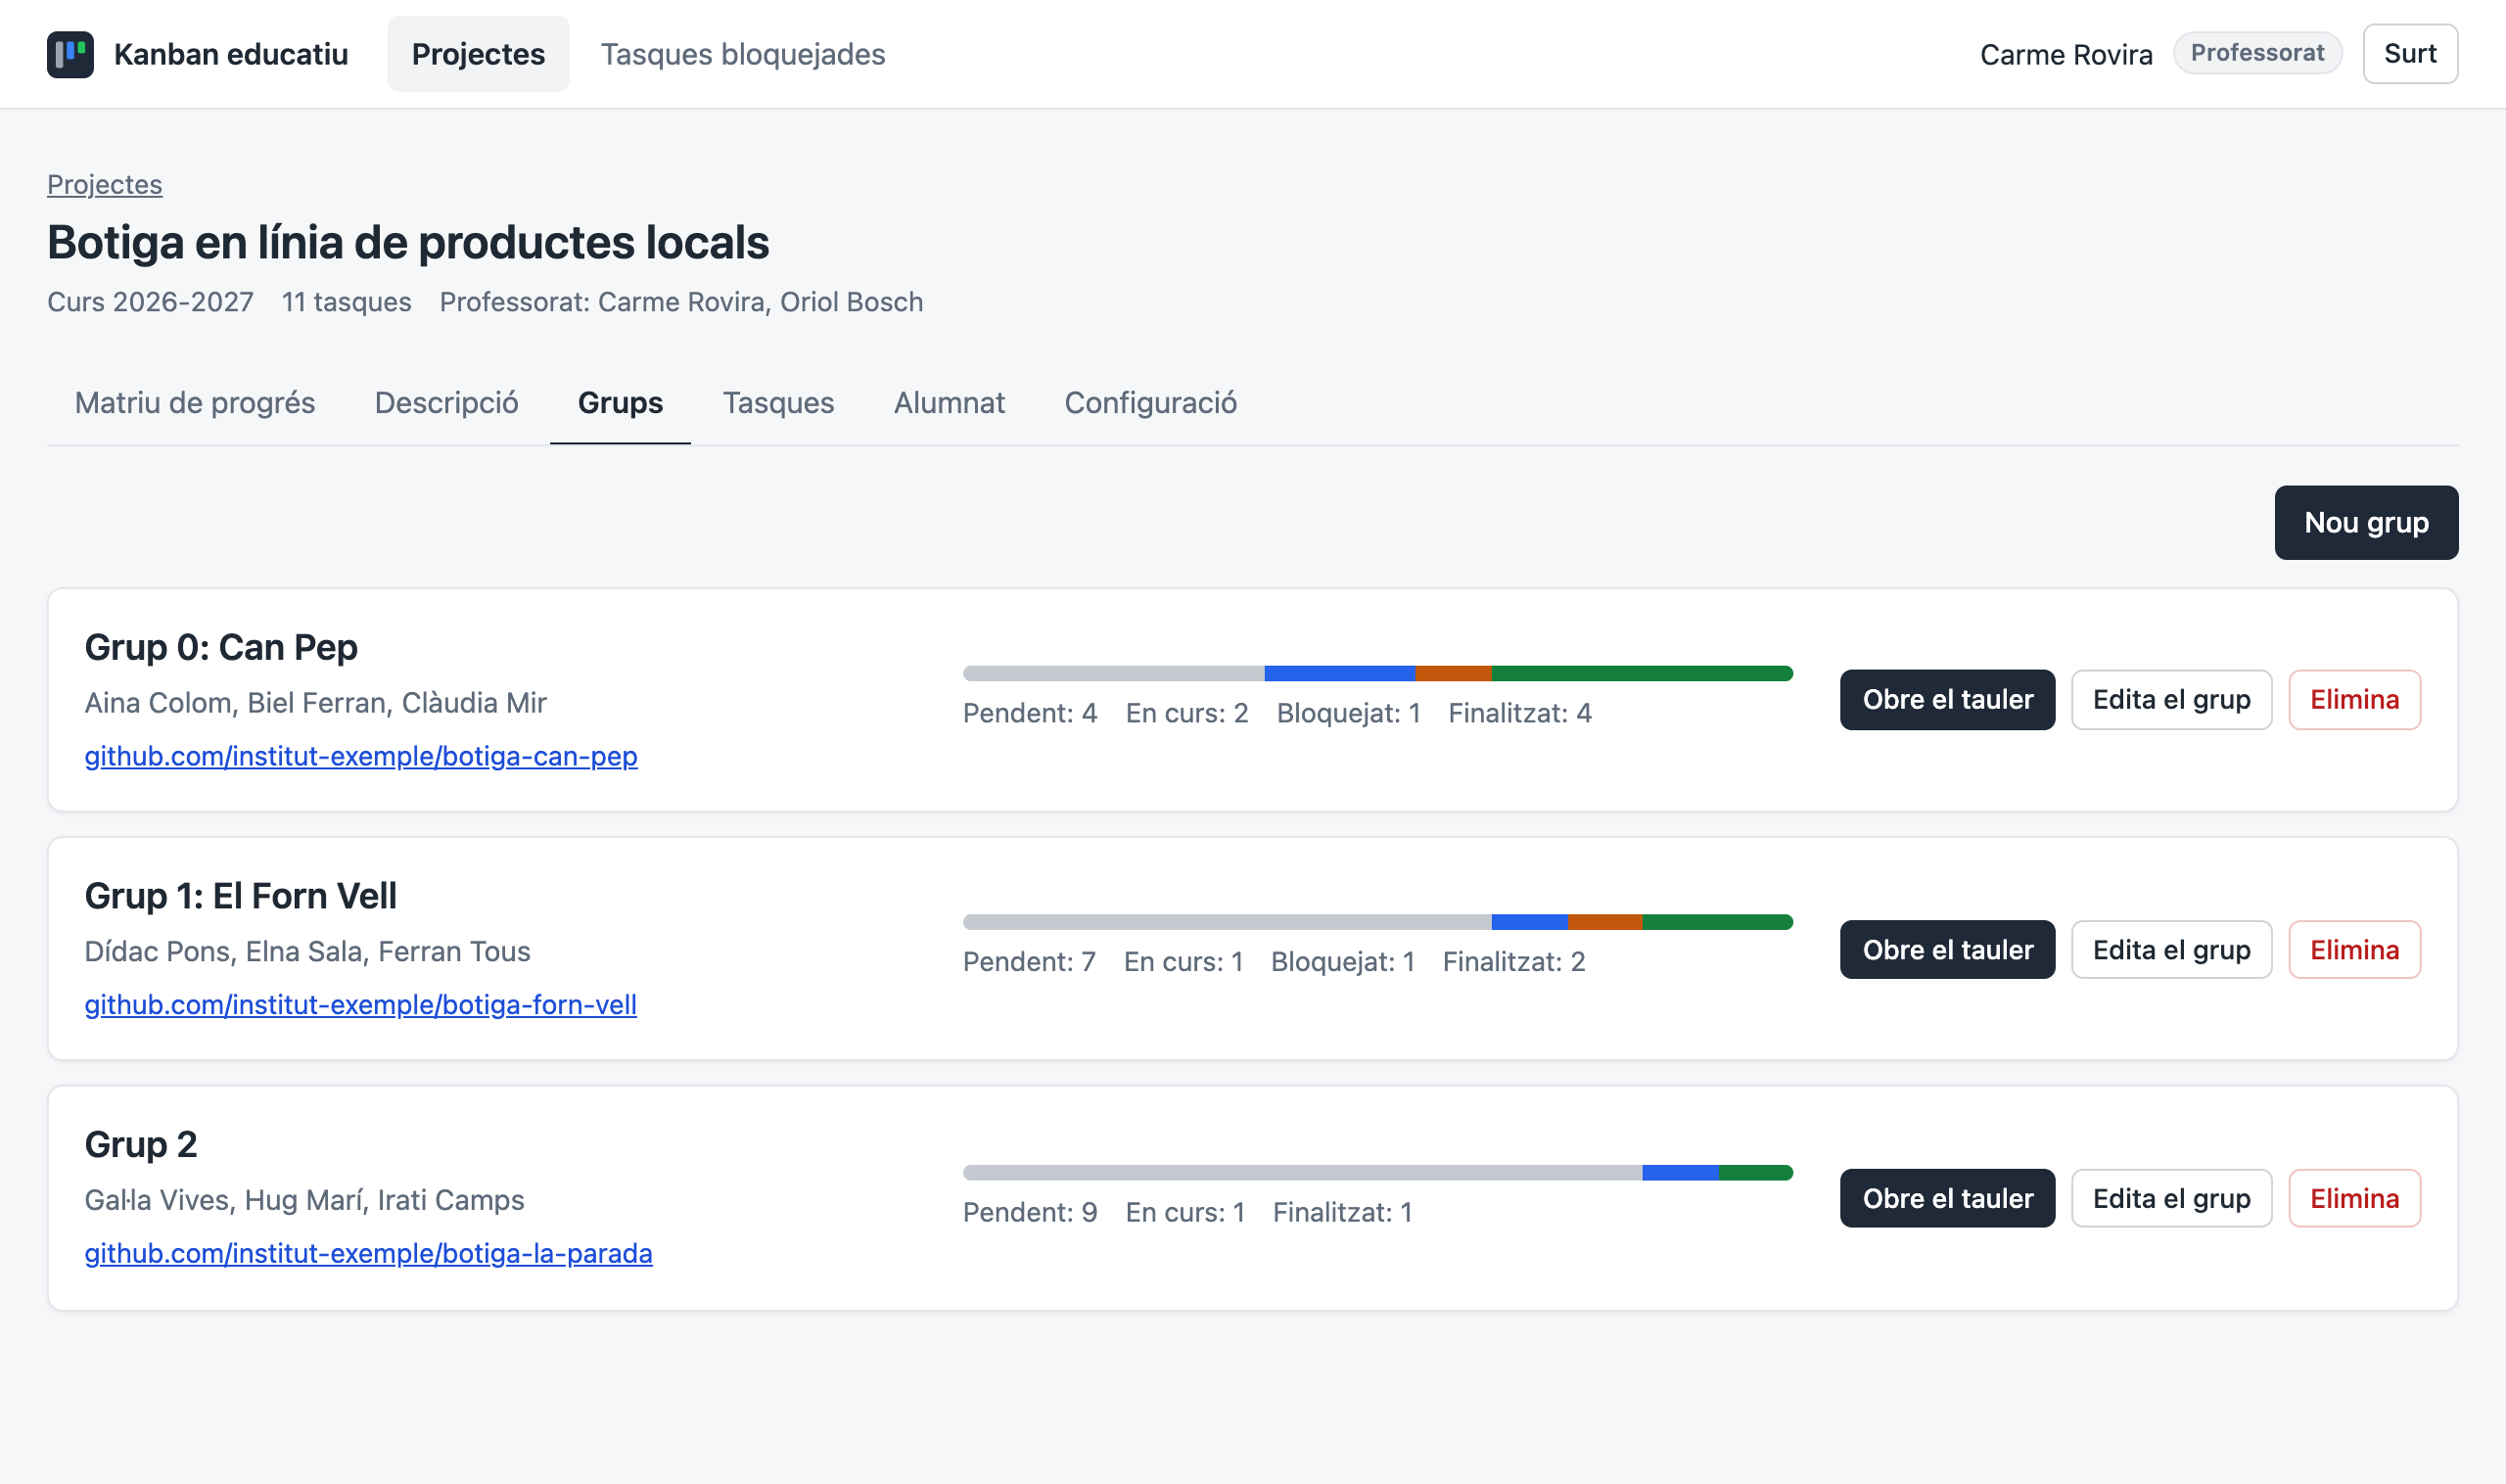 Kanban educatiu Projectes Tasques bloquejades Carme Rovira Professorat Surt
Projectes
Botiga en línia de productes locals
Curs 2026-2027 11 tasques Professorat: Carme Rovira, Oriol Bosch
Matriu de progrés Descripció Grups Tasques Alumnat Configuració
Nou grup
Grup 0: Can Pep
Aina Colom, Biel Ferran, Clàudia Mir
github.com/institut-exemple/botiga-can-pep
Pendent: 4 En curs: 2 Bloquejat: 1 Finalitzat: 4
Obre el tauler Edita el grup Elimina
Grup 1: El Forn Vell
Dídac Pons, Elna Sala, Ferran Tous
github.com/institut-exemple/botiga-forn-vell
Pendent: 7 En curs: 1 Bloquejat: 1 Finalitzat: 2
Obre el tauler Edita el grup Elimina
Grup 2
Gal·la Vives, Hug Marí, Irati Camps
github.com/institut-exemple/botiga-la-parada
Pendent: 9 En curs: 1 Finalitzat: 1
Obre el tauler Edita el grup Elimina